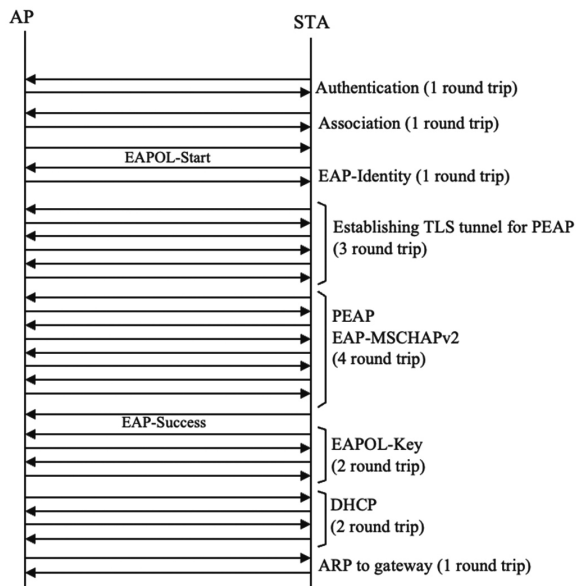 AP
STA
Authentication (1 round trip)
Association (1 round trip)
EAPOL-Start
EAP-Identity (1 round trip)
Establishing TLS tunnel for PEAP
(3 round trip)
PEAP
EAP-MSCHAPv2
(4 round trip)
EAP-Success
EAPOL-Key
(2 round trip)
DHCP
(2 round trip)
ARP to gateway (1 round trip)